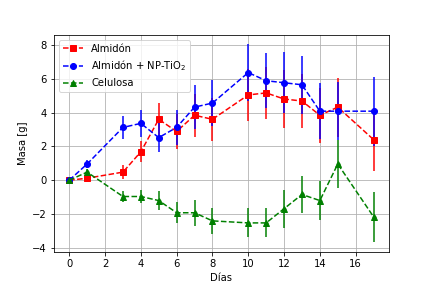 Almidón
Almidón + NP-TiO₂
Celulosa
Masa [g]
8
6
4
2
0
−2
−4
0 2 4 6 8 10 12 14 16
Días